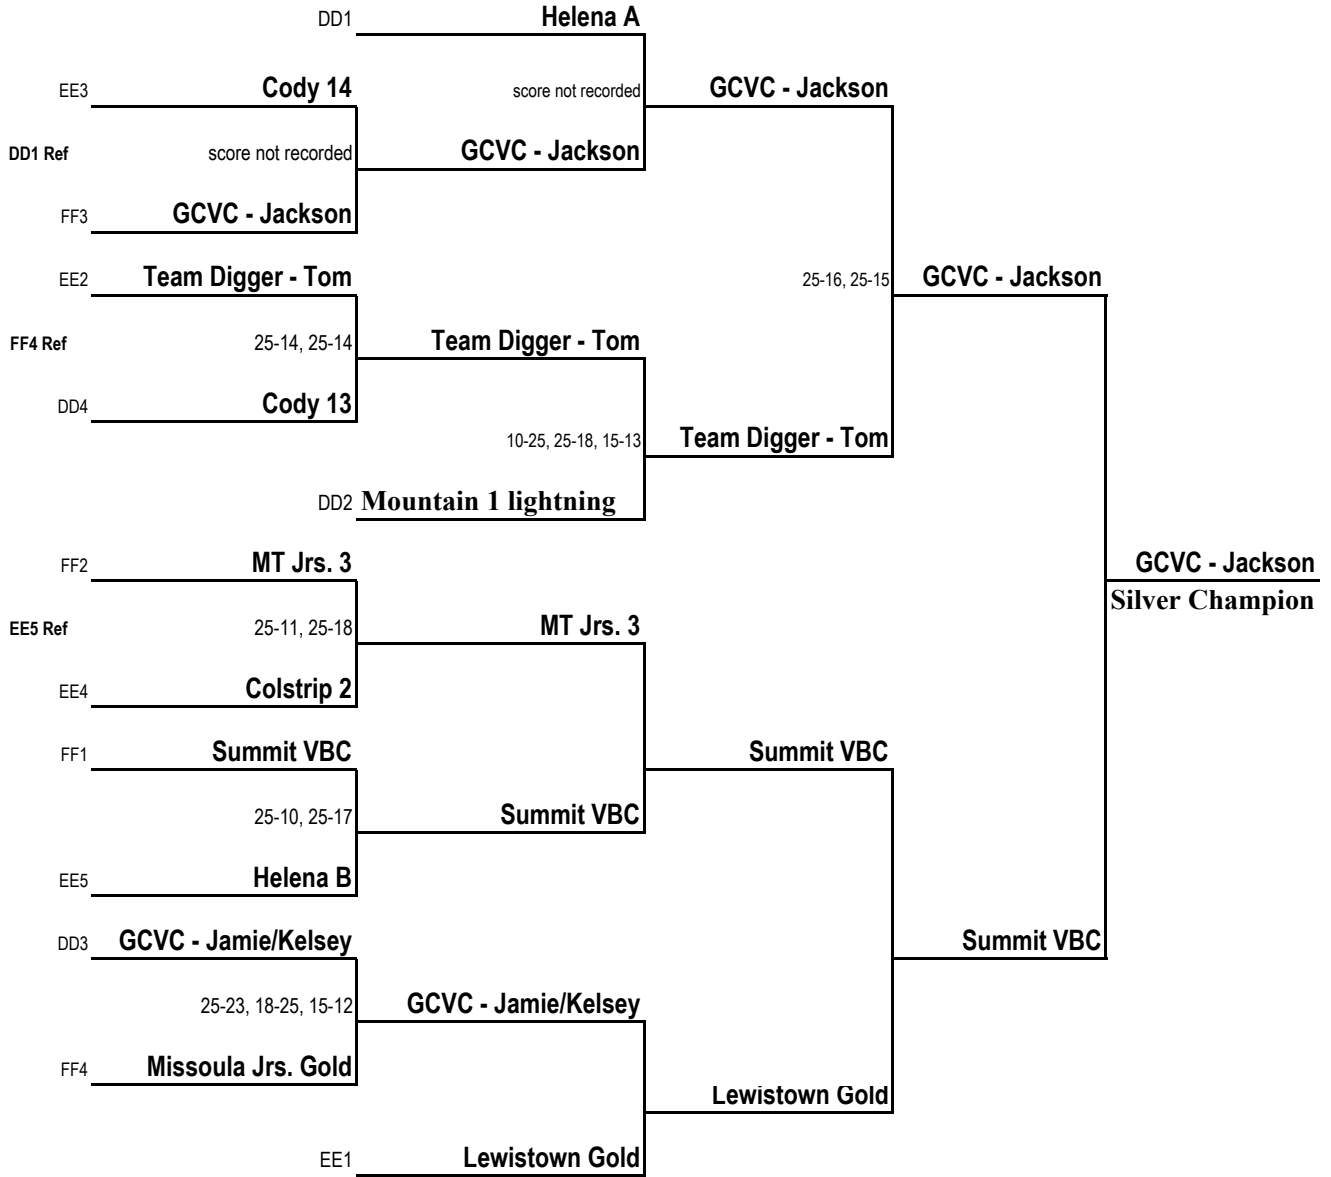 DD1 Helena A
EE3 Cody 14 score not recorded GCVC - Jackson
DD1 Ref score not recorded GCVC - Jackson
FF3 GCVC - Jackson
EE2 Team Digger - Tom 25-16, 25-15 GCVC - Jackson
FF4 Ref 25-14, 25-14 Team Digger - Tom
DD4 Cody 13
10-25, 25-18, 15-13 Team Digger - Tom
DD2 Mountain 1 lightning
FF2 MT Jrs. 3 GCVC - Jackson
Silver Champion
EE5 Ref 25-11, 25-18 MT Jrs. 3
EE4 Colstrip 2
FF1 Summit VBC Summit VBC
25-10, 25-17 Summit VBC
EE5 Helena B
DD3 GCVC - Jamie/Kelsey Summit VBC
25-23, 18-25, 15-12 GCVC - Jamie/Kelsey
FF4 Missoula Jrs. Gold
Lewistown Gold
EE1 Lewistown Gold